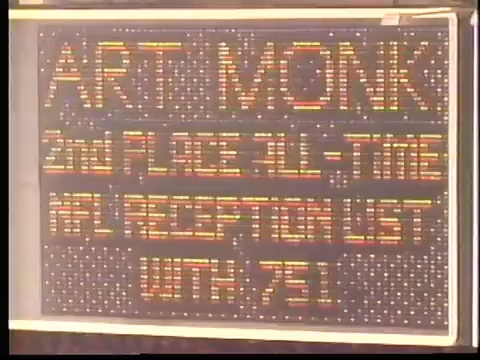 ART MONK
2nd PLACE ALL-TIME
NFL RECEPTION LIST
WITH 751